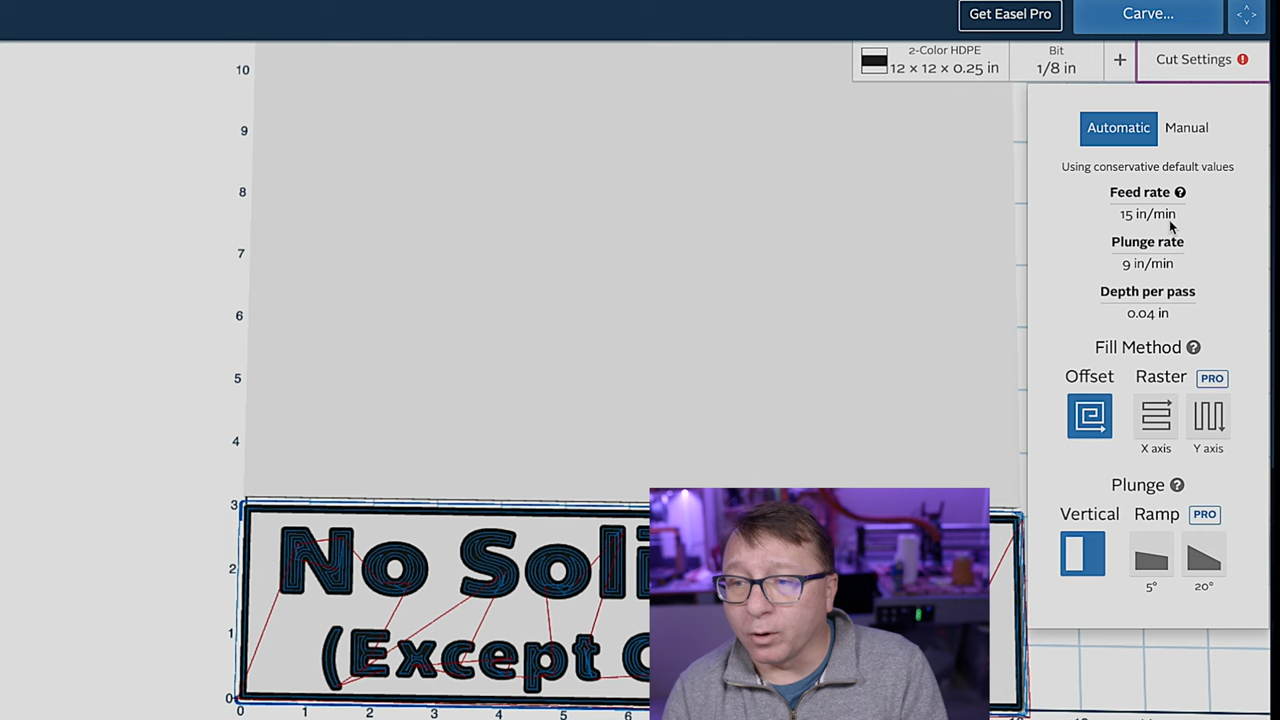 Get Easel Pro
Carve...
2-Color HDPE
12 × 12 × 0.25 in
Bit
1/8 in
+
Cut Settings
Automatic
Manual
Using conservative default values
Feed rate
15 in/min
Plunge rate
9 in/min
Depth per pass
0.04 in
Fill Method
Offset
Raster
PRO
X axis
Y axis
Plunge
Vertical
Ramp
PRO
5°
20°
10
9
8
7
6
5
4
3
2
1
0
0
1
2
3
4
5
6
No Soli
(Except